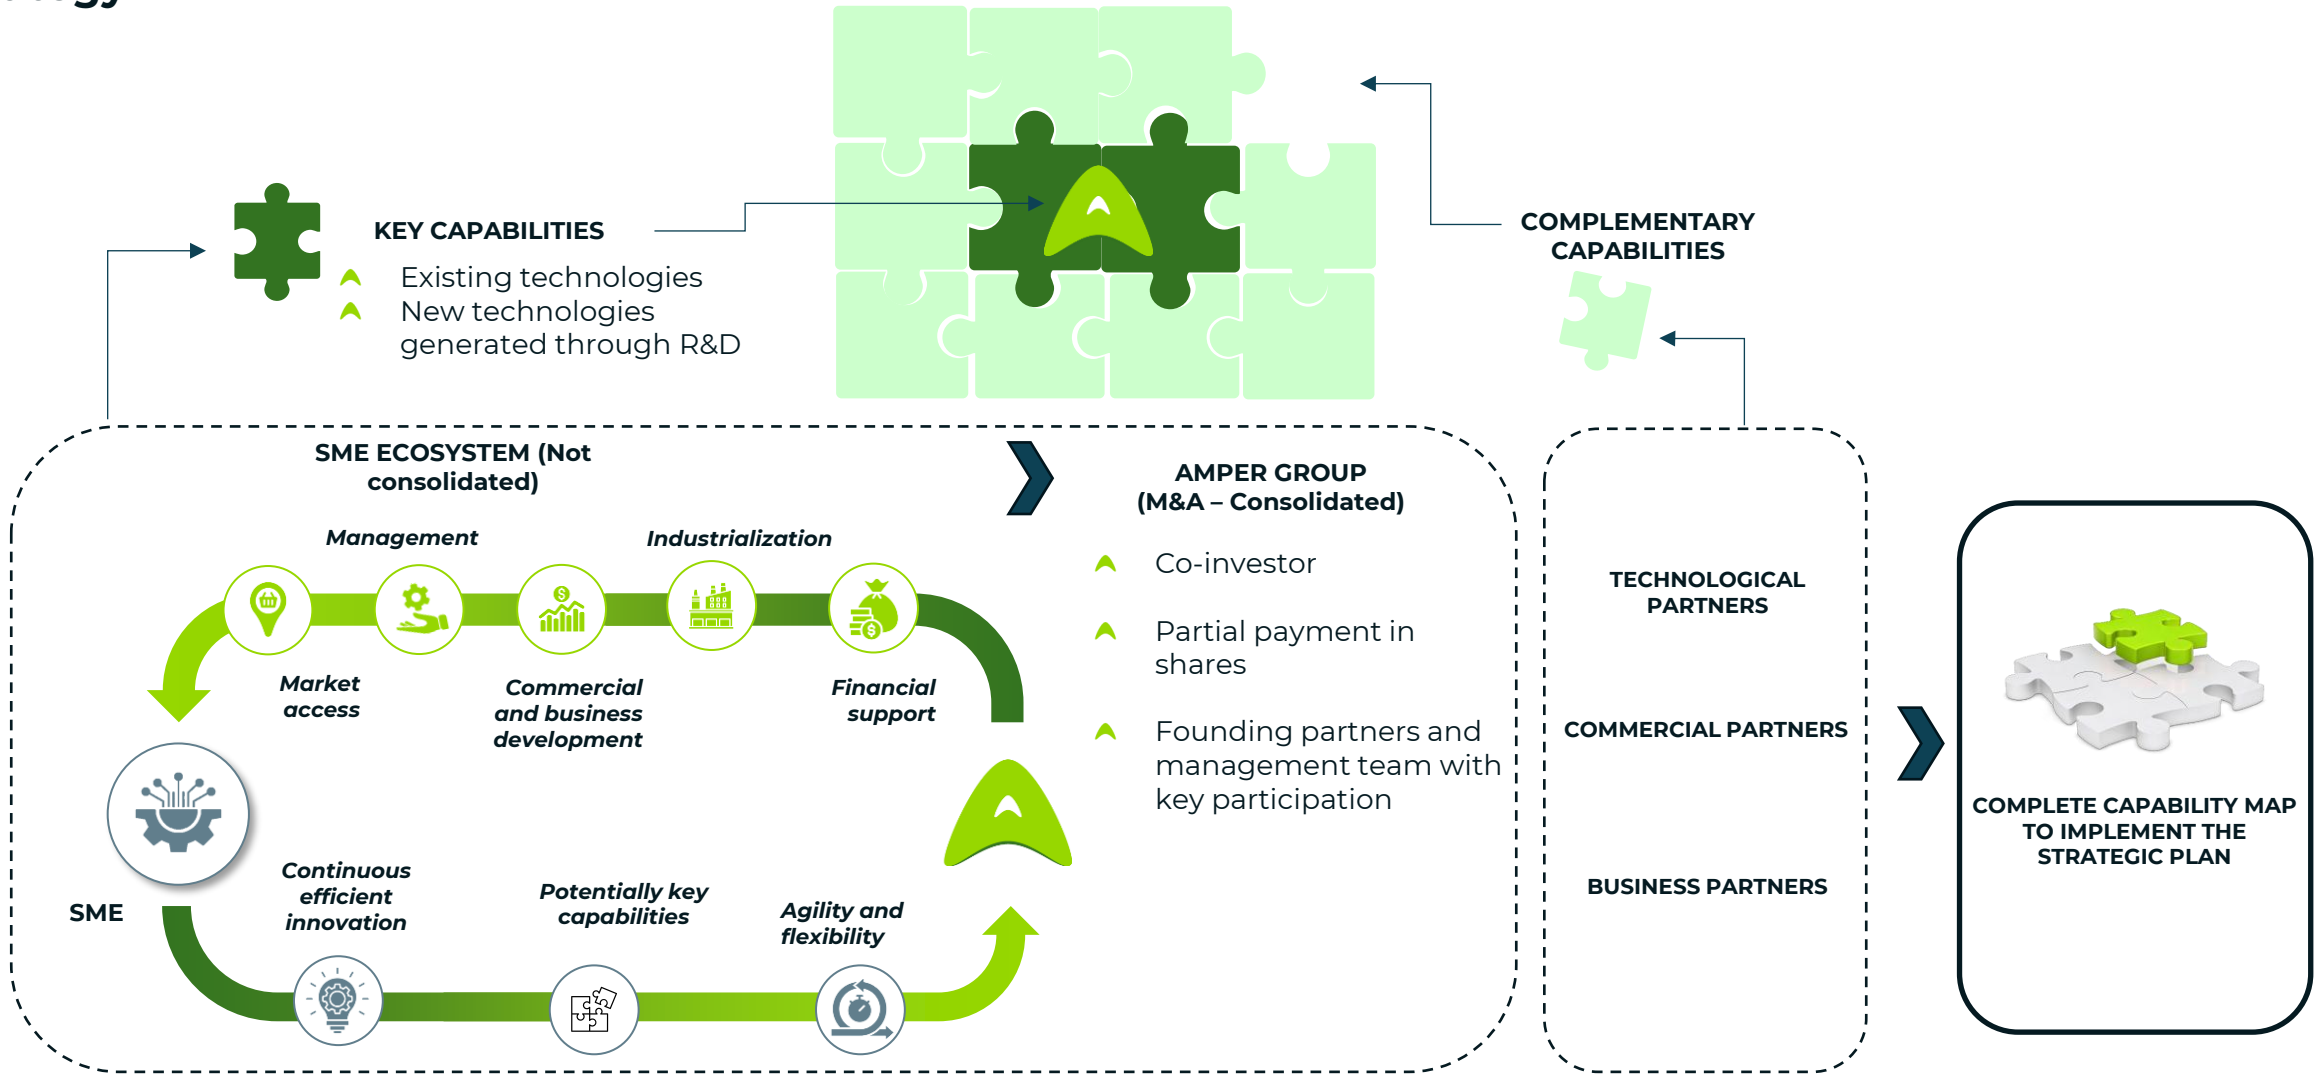 KEY CAPABILITIES
Existing technologies
New technologies
generated through R&D
COMPLEMENTARY
CAPABILITIES
SME ECOSYSTEM (Not
consolidated)
Management
Industrialization
Market
access
Commercial
and business
development
Financial
support
SME
Continuous
efficient
innovation
Potentially key
capabilities
Agility and
flexibility
AMPER GROUP
(M&A – Consolidated)
Co-investor
Partial payment in
shares
Founding partners and
management team with
key participation
TECHNOLOGICAL
PARTNERS
COMMERCIAL PARTNERS
BUSINESS PARTNERS
COMPLETE CAPABILITY MAP
TO IMPLEMENT THE
STRATEGIC PLAN